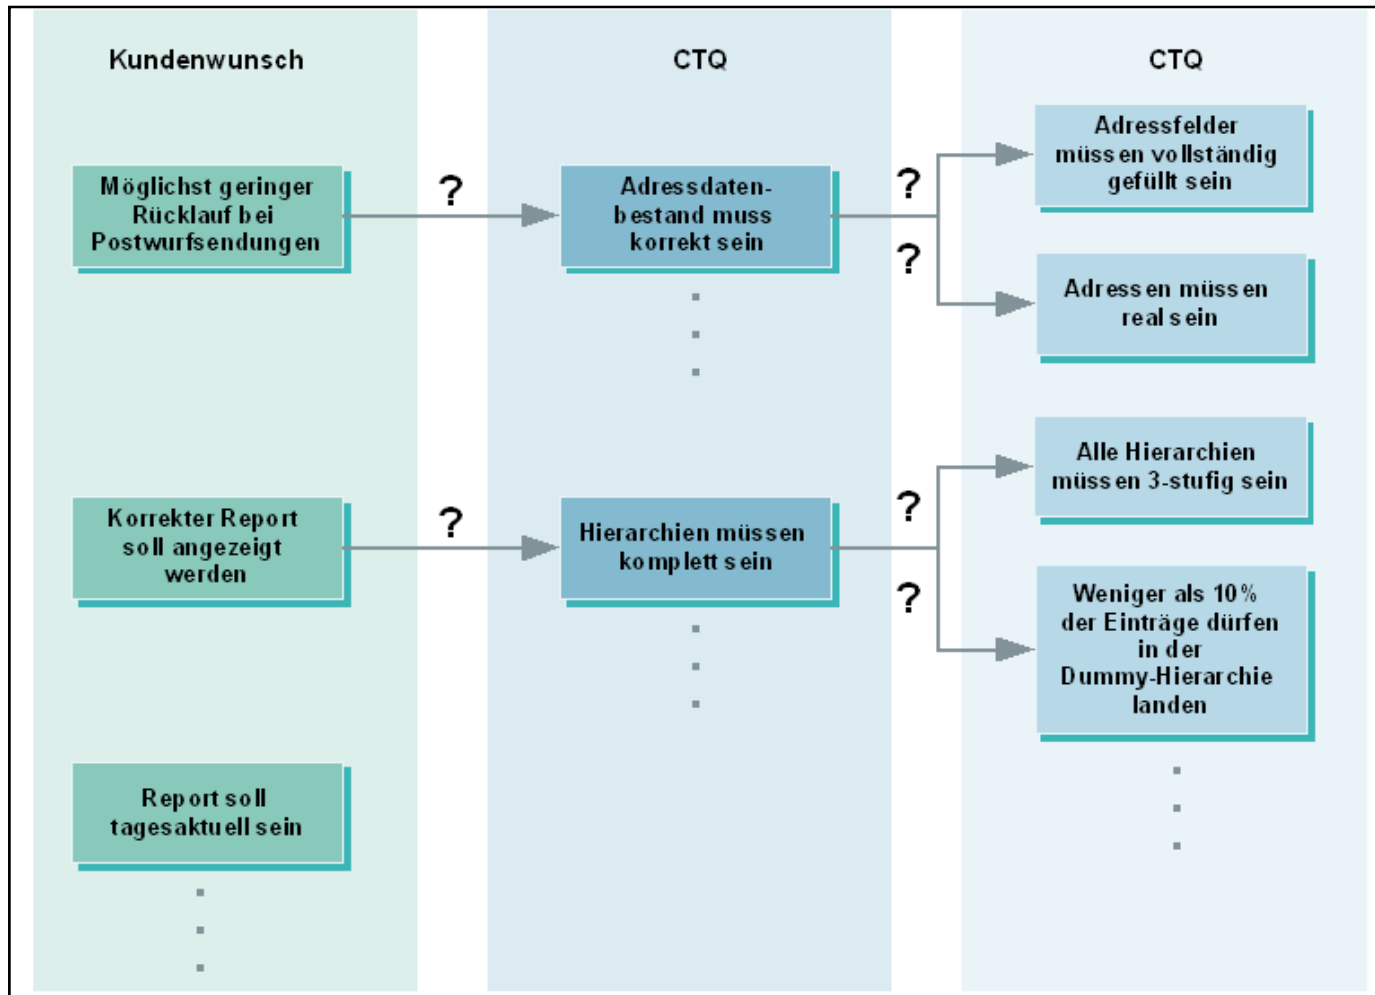 Kundenwunsch
CTQ
CTQ
Möglichst geringer
Rücklauf bei
Postwurfsendungen
?
Adressdaten-
bestand muss
korrekt sein
?
?
Adressfelder
müssen vollständig
gefüllt sein
Adressen müssen
real sein
Korrekter Report
soll angezeigt
werden
?
Hierarchien müssen
komplett sein
?
?
Alle Hierarchien
müssen 3-stufig sein
Weniger als 10%
der Einträge dürfen
in der
Dummy-Hierarchie
landen
Report soll
tagesaktuell sein